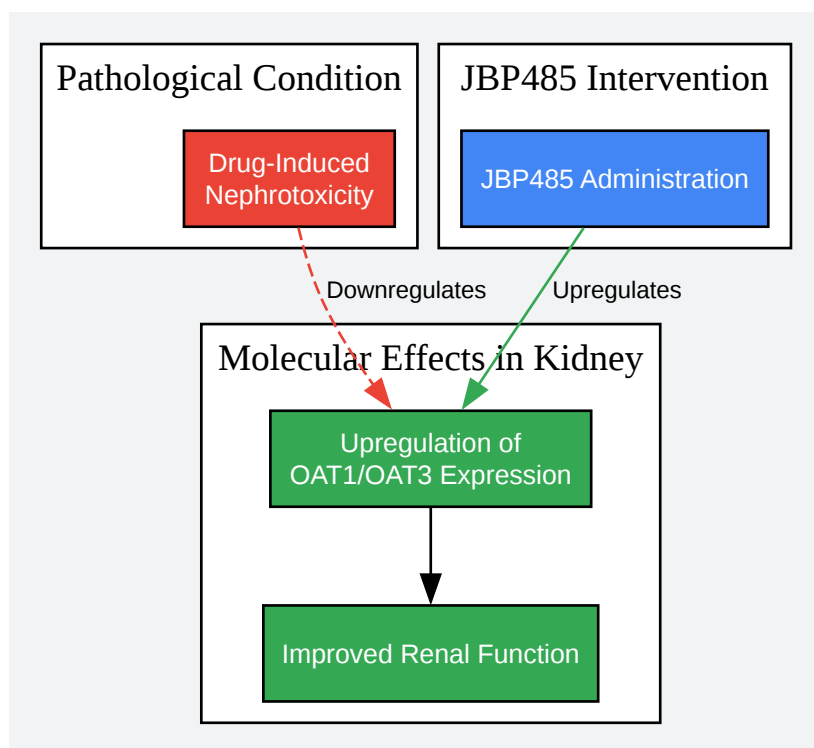 Pathological Condition
JBP485 Intervention
Drug-Induced
Nephrotoxicity
JBP485 Administration
Downregulates
Upregulates
Molecular Effects in Kidney
Upregulation of
OAT1/OAT3 Expression
Improved Renal Function